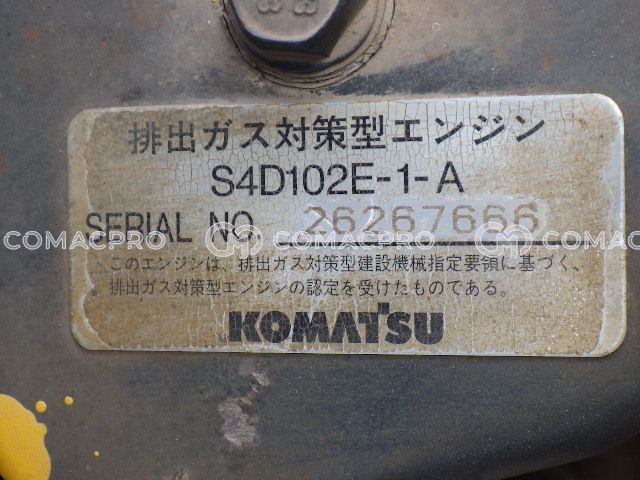 排出ガス対策型エンジン
S4D102E-1-A
SERIAL NO. 26267666
COMACPRO COMACPRO COMACPRO
このエンジンは、排出ガス対策型建設機械指定要領に基づく、
排出ガス対策型エンジンの認定を受けたものである。
KOMATSU